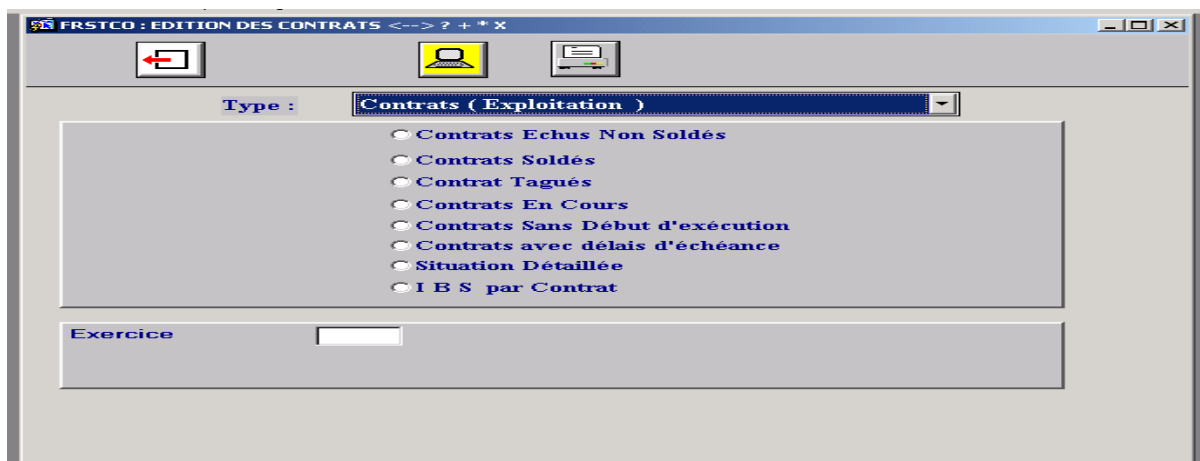 FRSTCO : EDITION DES CONTRATS <--> ? + * X
Type :
Contrats ( Exploitation )
Contrats Echus Non Soldés
Contrats Soldés
Contrat Tagués
Contrats En Cours
Contrats Sans Début d'exécution
Contrats avec délais d'échéance
Situation Détaillée
I B S par Contrat
Exercice